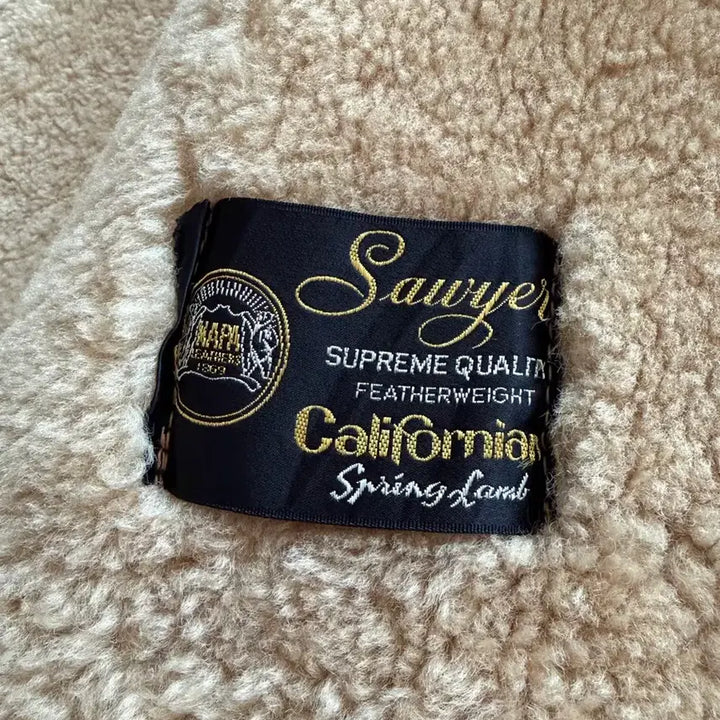 NAPA
LEATHERS
1869
Sawyer
SUPREME QUALITY
FEATHERWEIGHT
Californian
Spring Lamb